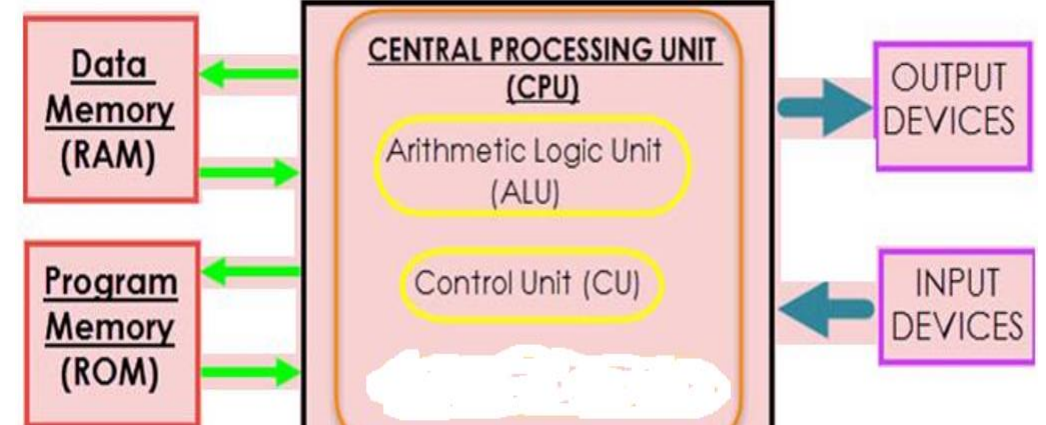 Data
Memory
(RAM)
Program
Memory
(ROM)
CENTRAL PROCESSING UNIT
(CPU)
Arithmetic Logic Unit
(ALU)
Control Unit (CU)
OUTPUT
DEVICES
INPUT
DEVICES